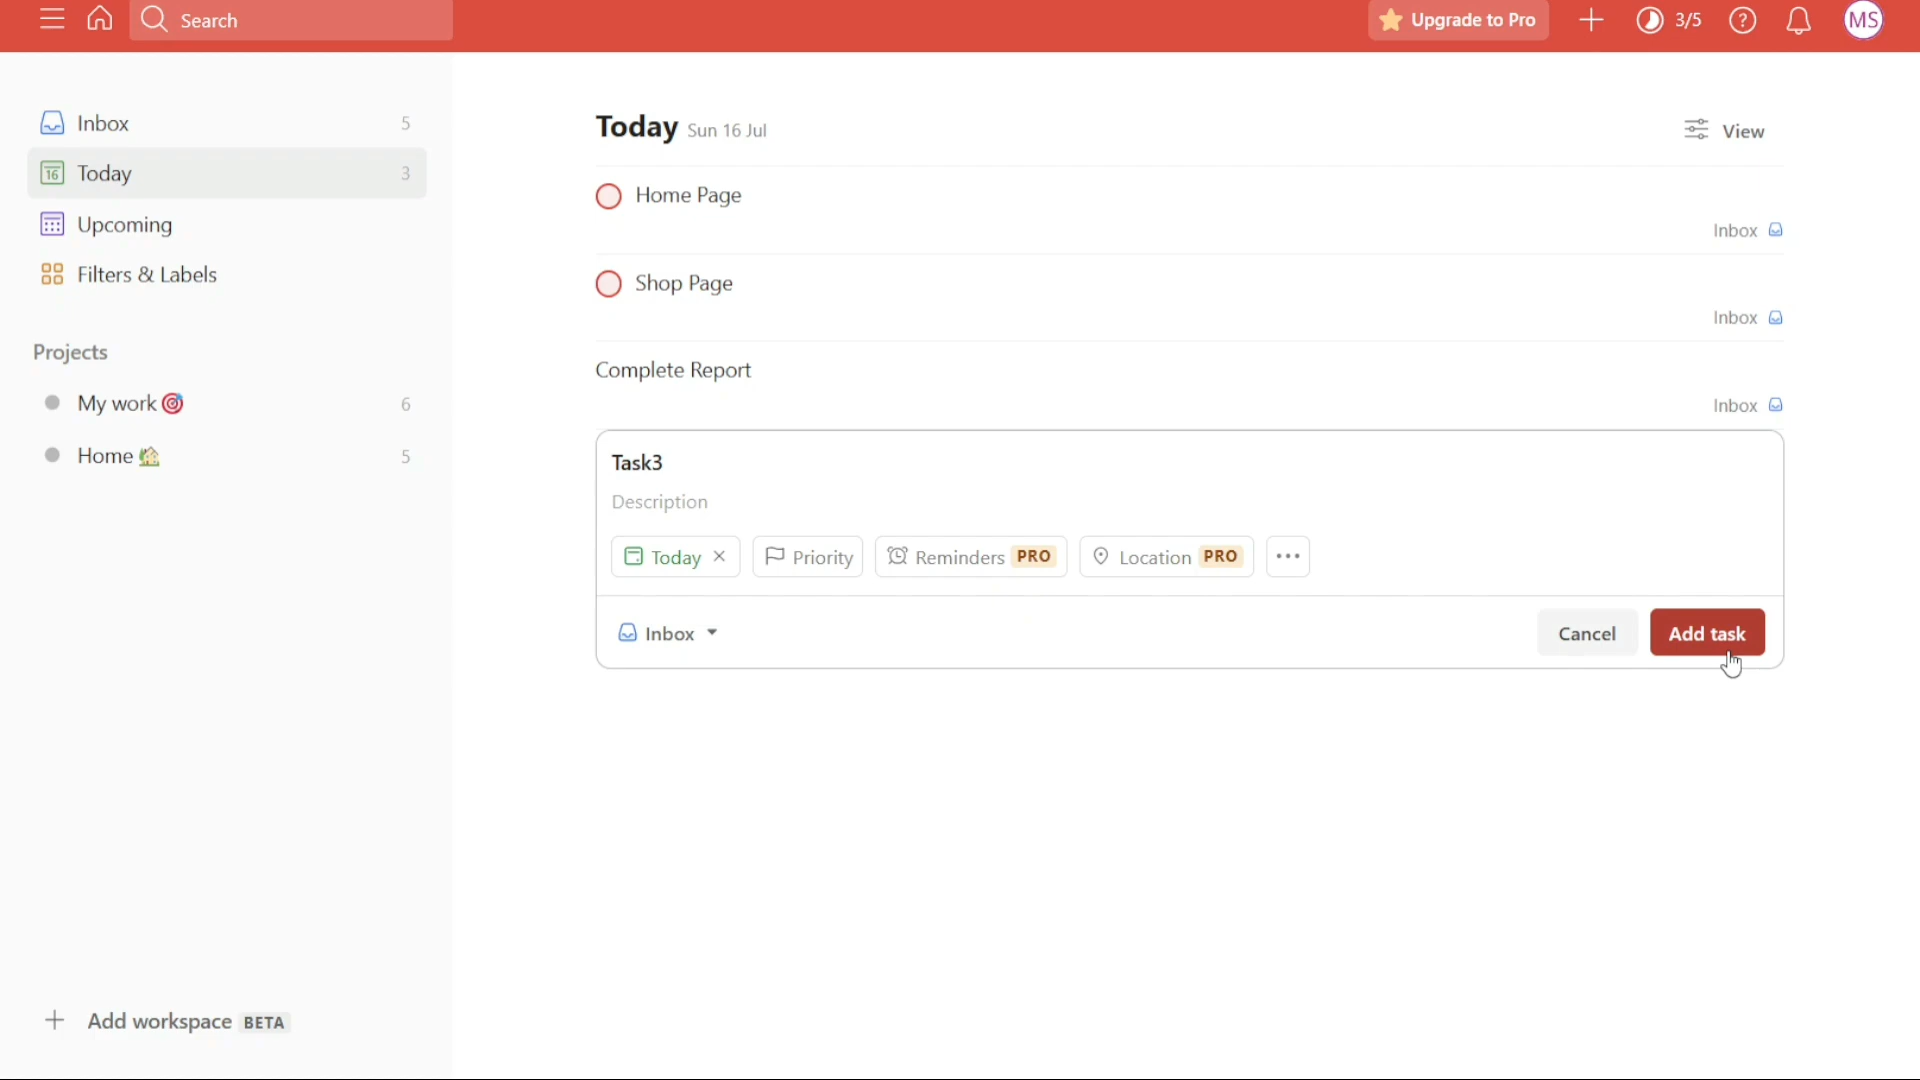 Search
Upgrade to Pro
3/5
MS
Inbox 5
16 Today 3
Upcoming
Filters & Labels
Projects
My work🎯 6
Home 🏡 5
Add workspace BETA
Today Sun 16 Jul
View
Home Page
Inbox
Shop Page
Inbox
Complete Report
Inbox
Task3
Description
Today
Priority
Reminders PRO
Location PRO
Inbox
Cancel
Add task